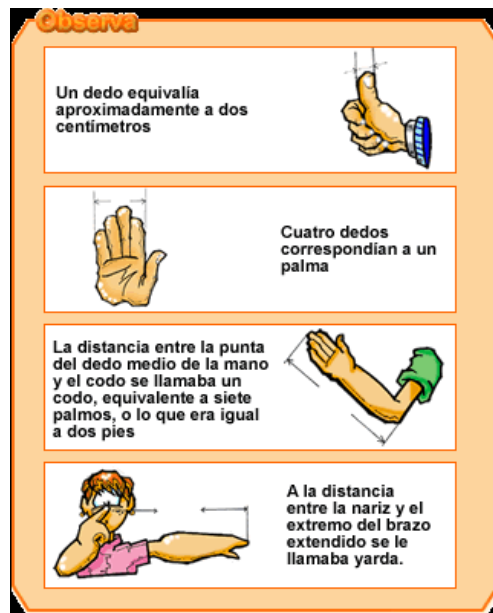 Observa
Un dedo equivalía
aproximadamente a dos
centímetros
Cuatro dedos
correspondían a un
palma
La distancia entre la punta
del dedo medio de la mano
y el codo se llamaba un
codo, equivalente a siete
palmos, o lo que era igual
a dos pies
A la distancia
entre la nariz y el
extremo del brazo
extendido se le
llamaba yarda.